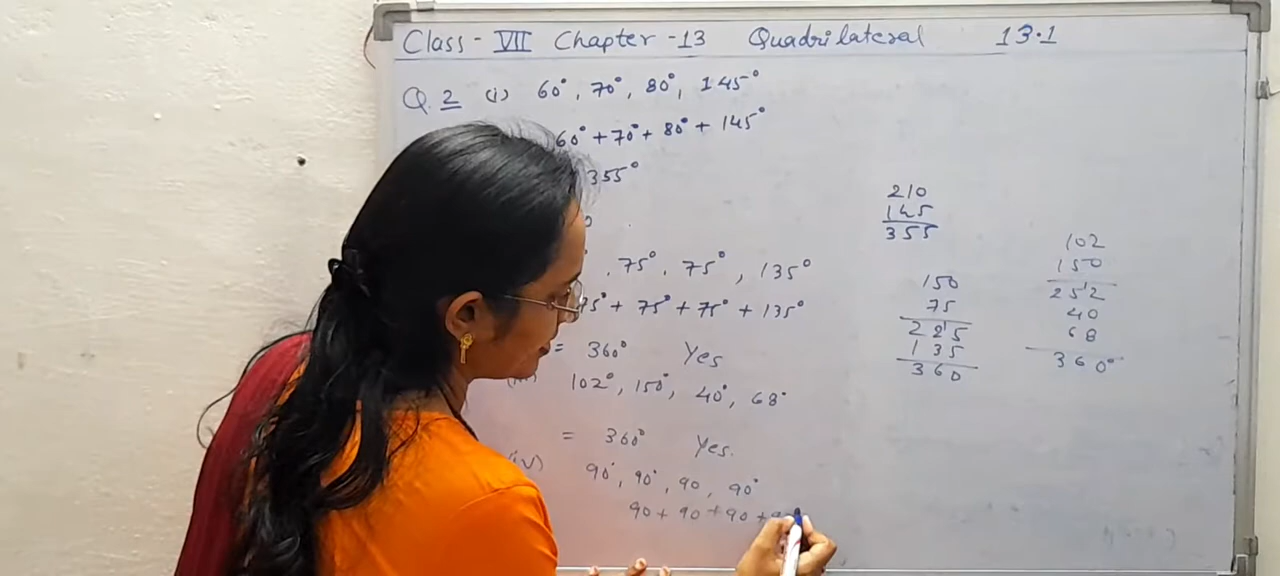 Class - VII Chapter - 13 Quadrilateral 13.1
Q. 2 (i) 60°, 70°, 80°, 145°
60° + 70° + 80° + 145°
355°
, 75°, 75°, 135°
75° + 75° + 75° + 135°
= 360° Yes
102°, 150°, 40°, 68°
= 360° Yes.
(iv) 90°, 90°, 90, 90°
90 + 90 + 90 +
210
145
355
150
75
225
135
360
102
150
252
40
68
360°